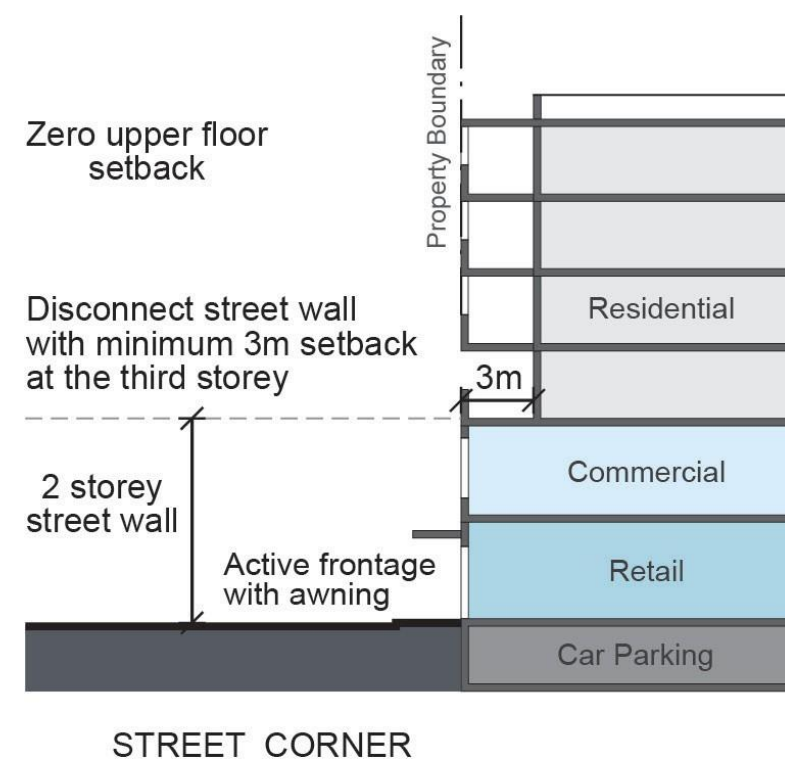 Property Boundary
Zero upper floor
setback
Disconnect street wall
with minimum 3m setback
at the third storey
3m
Residential
2 storey
street wall
Commercial
Active frontage
with awning
Retail
Car Parking
STREET CORNER